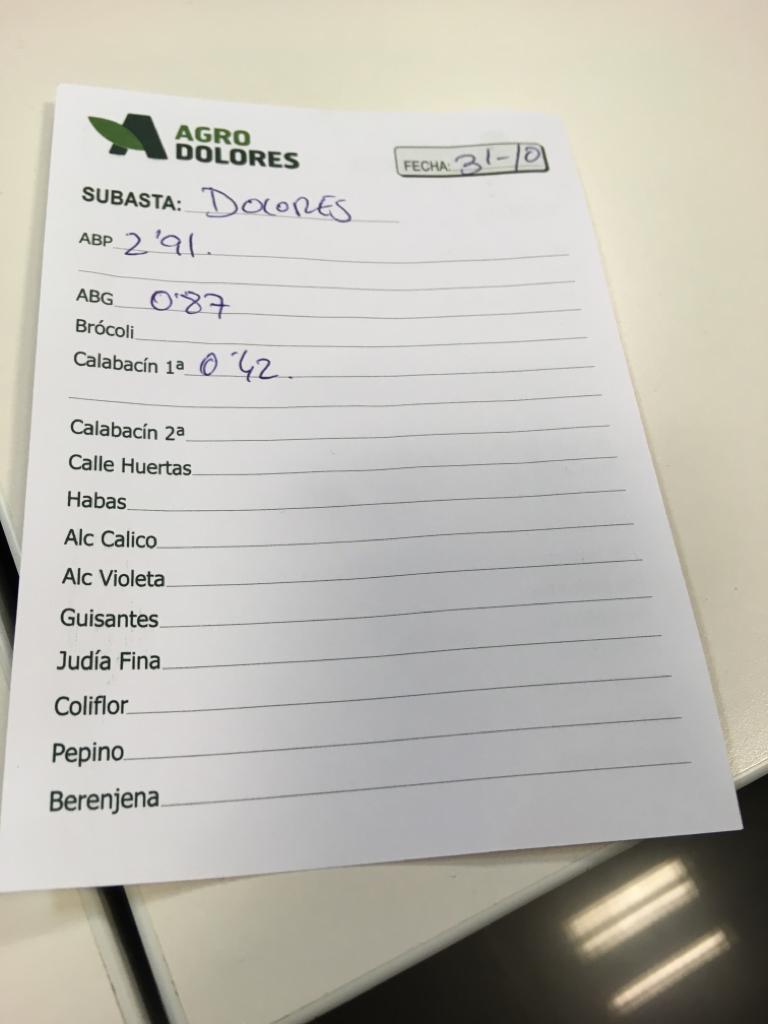 AGRO
DOLORES
FECHA: 31-10
SUBASTA: DOLORES
ABP 2'91.
ABG 0'87
Brócoli
Calabacín 1ª 0'42.
Calabacín 2ª
Calle Huertas
Habas
Alc Calico
Alc Violeta
Guisantes
Judía Fina
Coliflor
Pepino
Berenjena